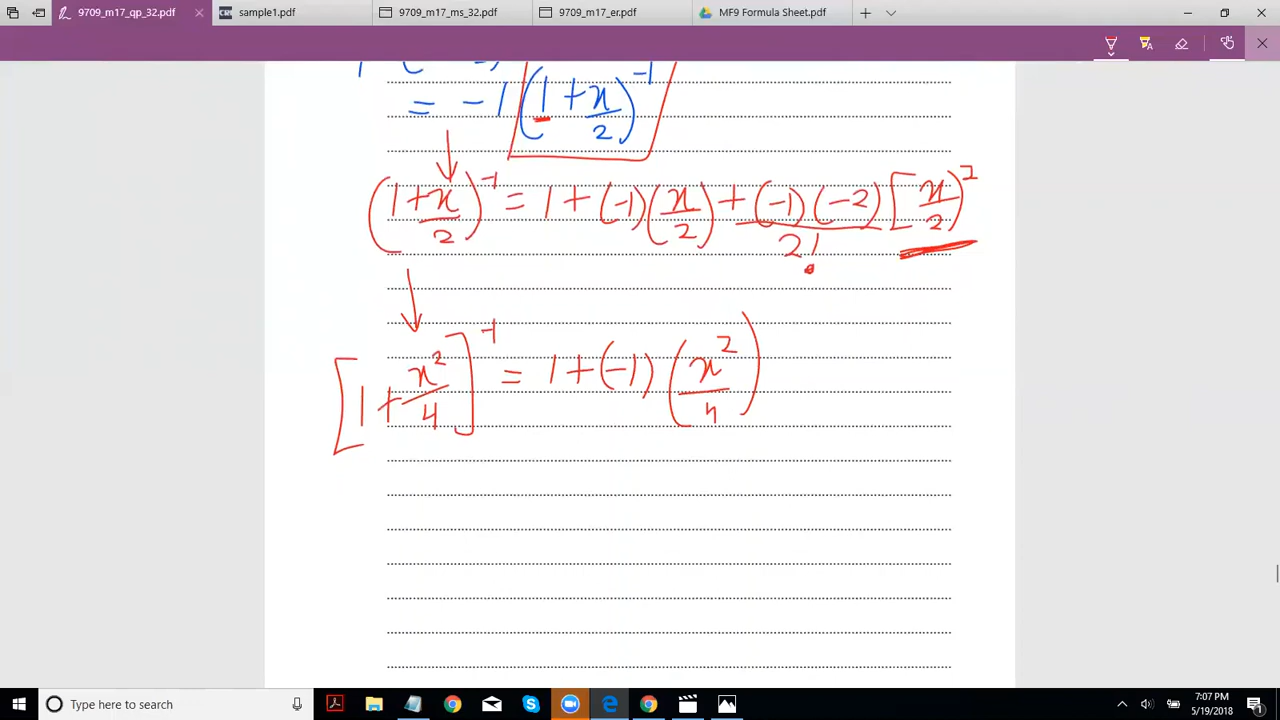 9709_m17_qp_32.pdf sample1.pdf 9709_m17_ms_32.pdf 9709_m17_er.pdf MF9 Formula Sheet.pdf
= -1 (1 + x/2)^-1
(1 + x/2)^-1 = 1 + (-1)(x/2) + (-1)(-2)/2! [x/2)^2
[1 + x^2/4]^-1 = 1 + (-1)(x^2/4)
Type here to search
7:07 PM
5/19/2018